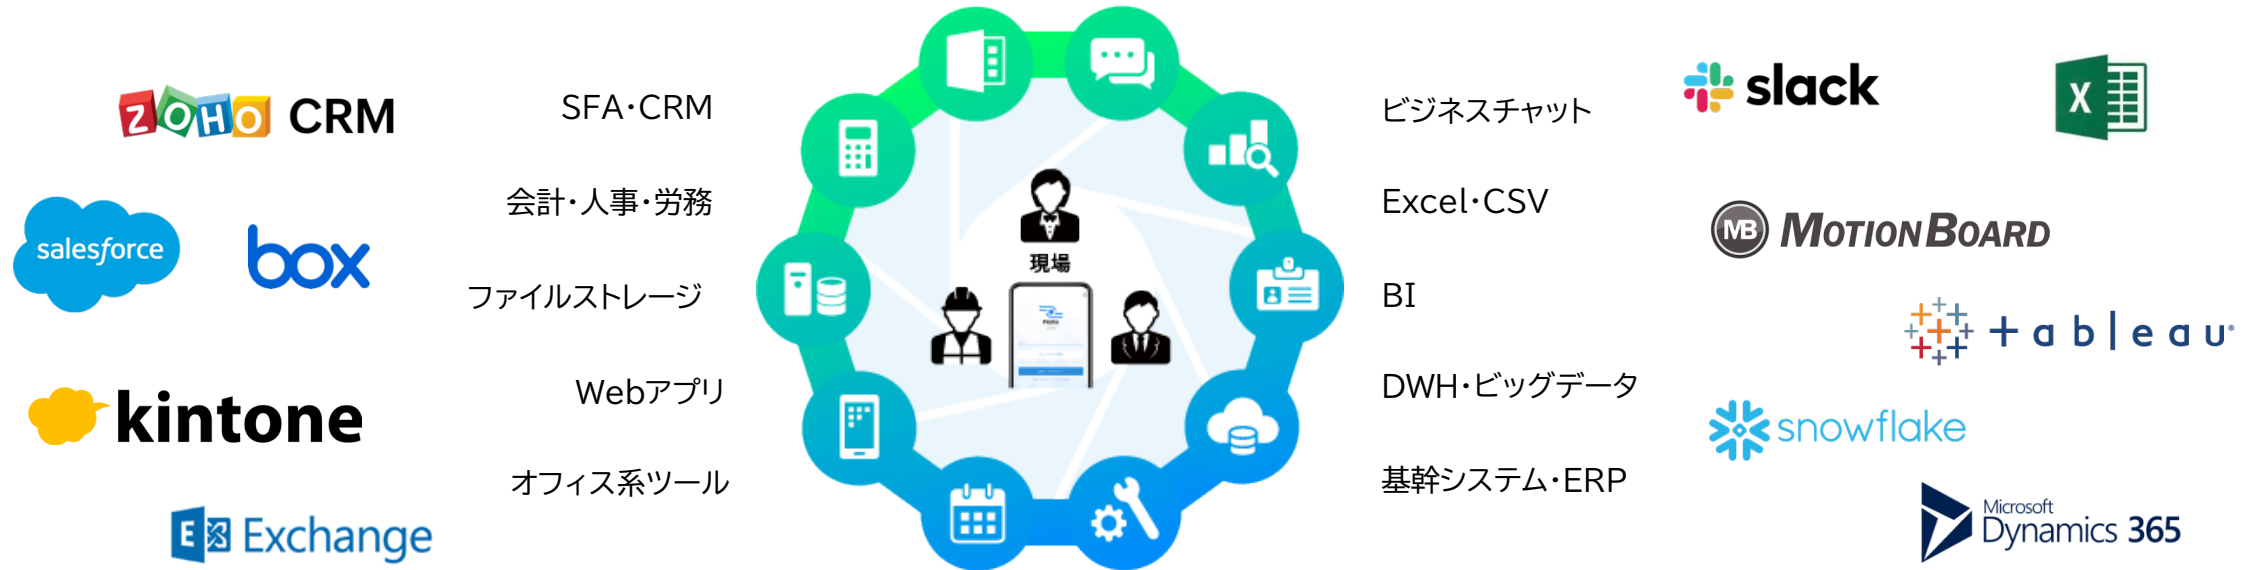 ZOHO CRM
salesforce
box
kintone
E Exchange
SFA・CRM
会計・人事・労務
ファイルストレージ
Webアプリ
オフィス系ツール
現場
ビジネスチャット
Excel・CSV
BI
DWH・ビッグデータ
基幹システム・ERP
slack
X
MB MOTIONBOARD
+ableau®
snowflake
Microsoft
Dynamics 365